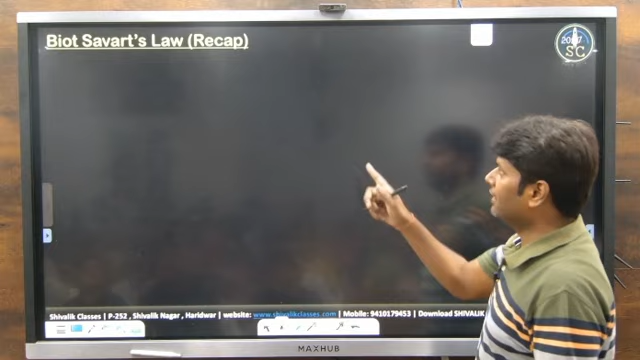 Biot Savart's Law (Recap)
SC
Shivalik Classes | P-252 , Shivalik Nagar , Haridwar | website: www.shivalikclasses.com | Mobile: 9410179453 | Download SHIVALIK
MAXHUB